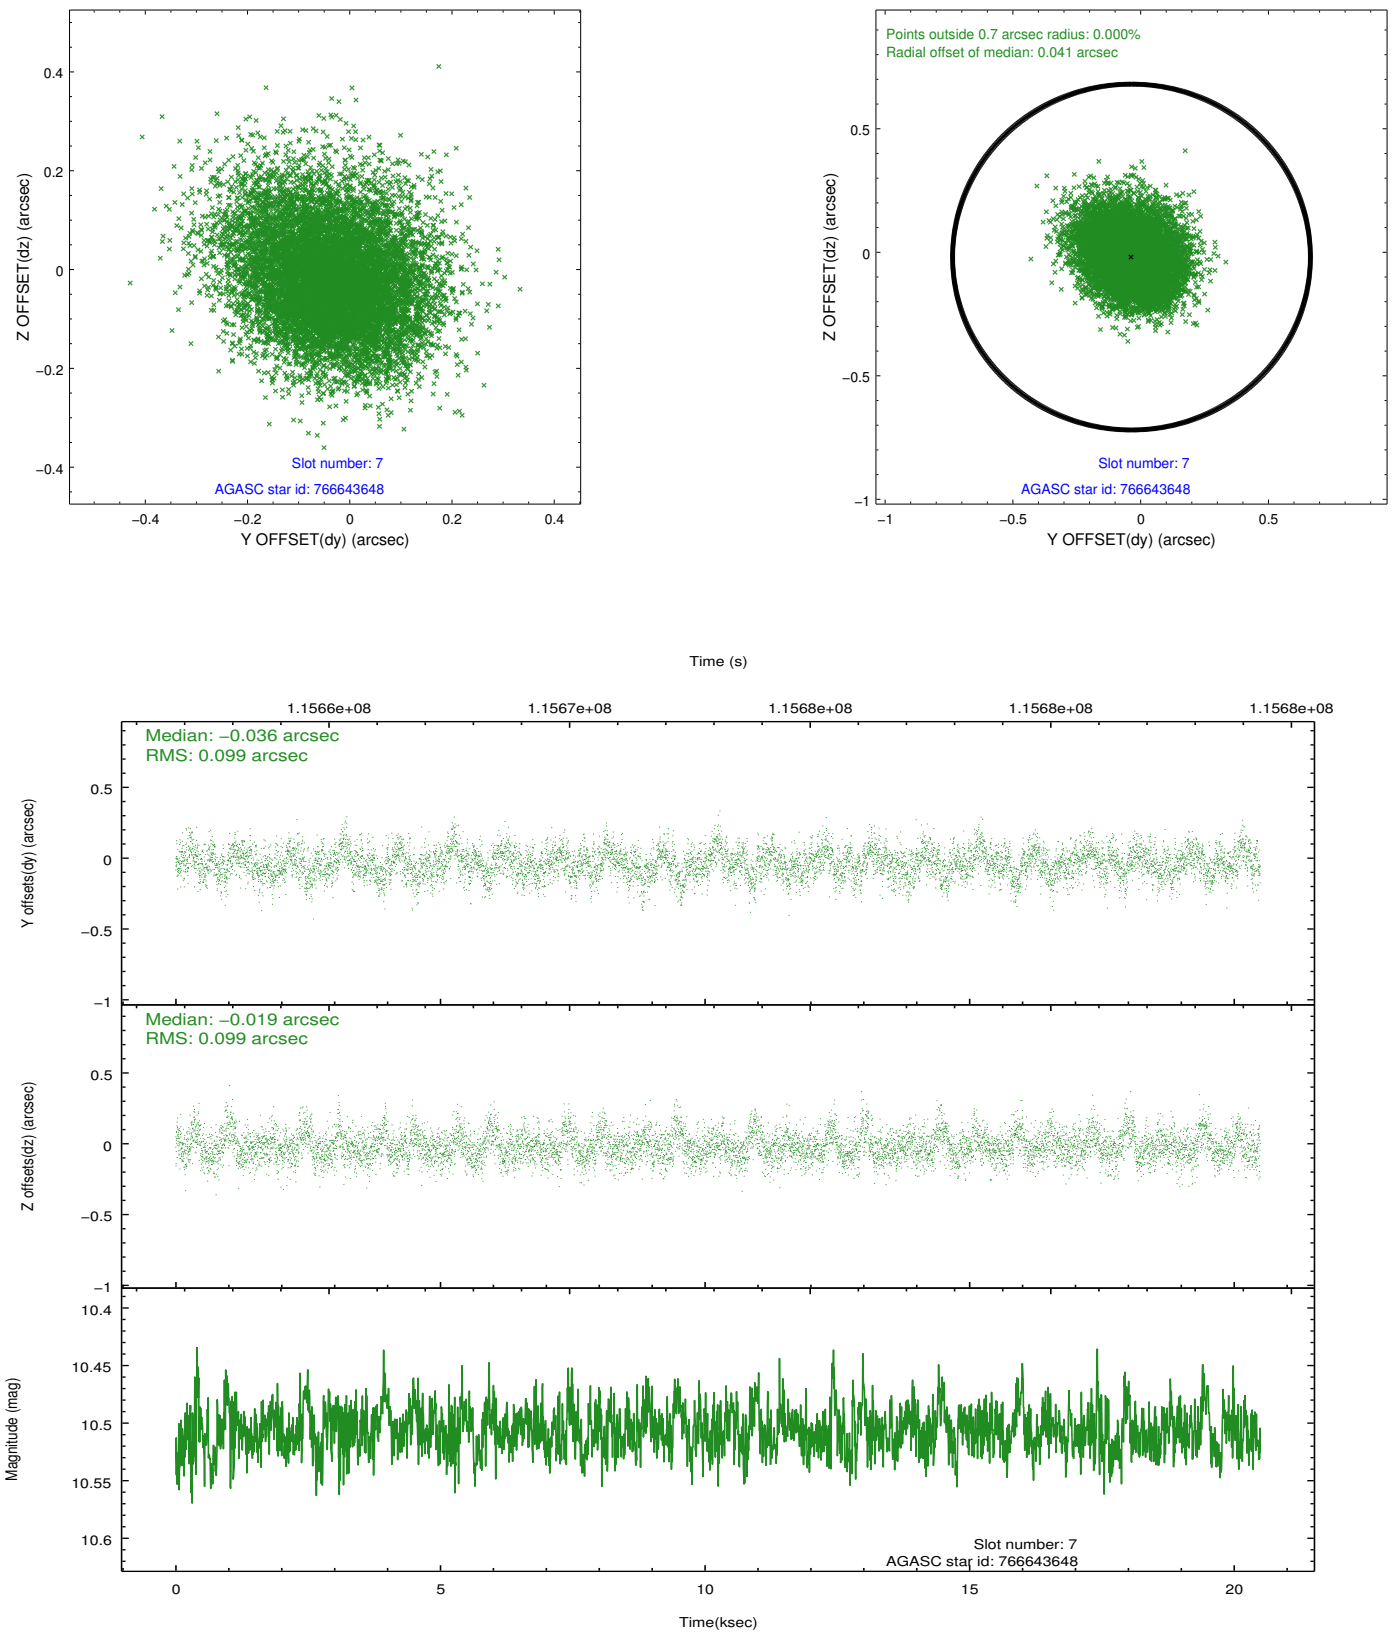 0.4
0.2
0
−0.2
−0.4
Z OFFSET(dz) (arcsec)
Slot number: 7
AGASC star id: 766643648
−0.4 −0.2 0 0.2 0.4
Y OFFSET(dy) (arcsec)
Points outside 0.7 arcsec radius: 0.000%
Radial offset of median: 0.041 arcsec
0.5
0
−0.5
−1
Z OFFSET(dz) (arcsec)
Slot number: 7
AGASC star id: 766643648
−1 −0.5 0 0.5
Y OFFSET(dy) (arcsec)
Time (s)
1.1566e+08 1.1567e+08 1.1568e+08 1.1568e+08 1.1568e+08
Median: −0.036 arcsec
RMS: 0.099 arcsec
0.5
0
−0.5
−1
Y offsets(dy) (arcsec)
Median: −0.019 arcsec
RMS: 0.099 arcsec
0.5
0
−0.5
−1
Z offsets(dz) (arcsec)
10.4
10.45
10.5
10.55
10.6
Magnitude (mag)
Slot number: 7
AGASC star id: 766643648
0 5 10 15 20
Time(ksec)